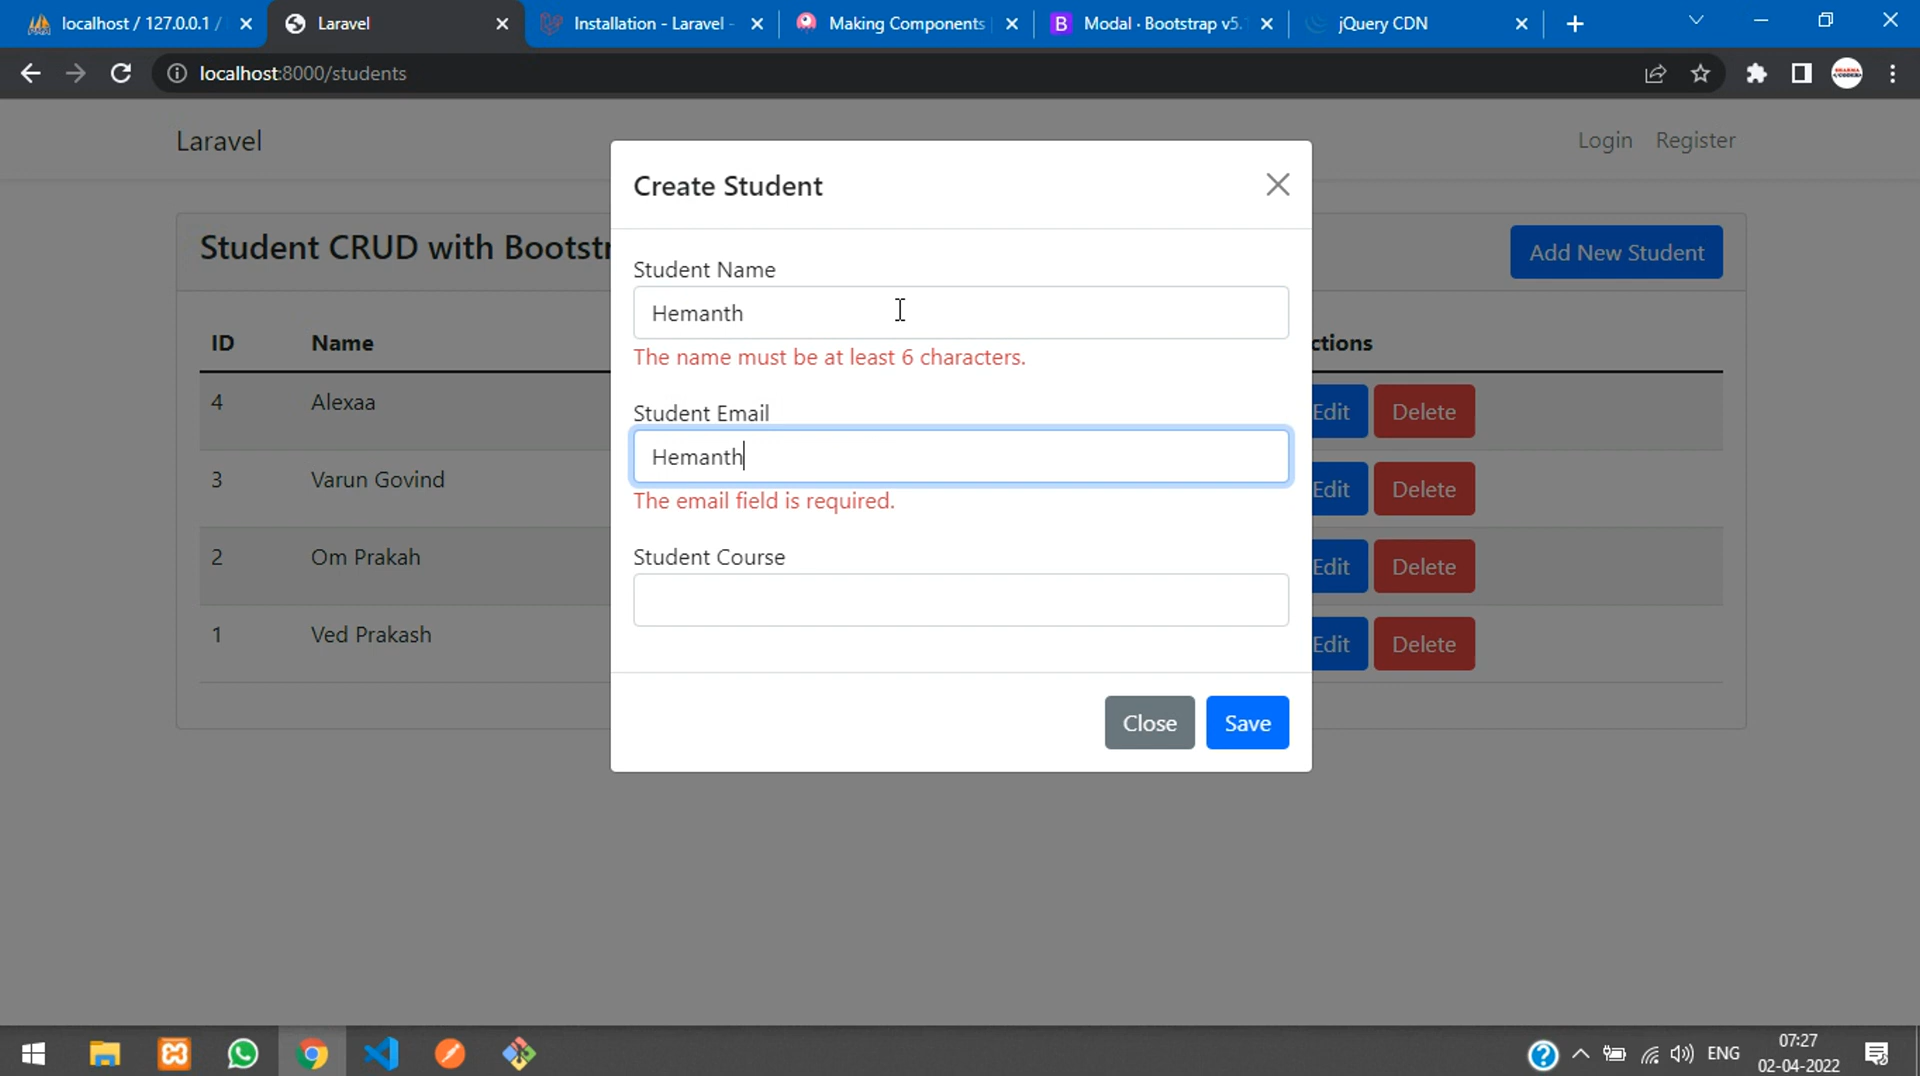 localhost / 127.0.0.1 /
Laravel
Installation - Laravel -
Making Components
B
Modal · Bootstrap v5.
jQuery CDN
localhost:8000/students
Laravel
Login
Register
Create Student
Student CRUD with Bootstr
Add New Student
Student Name
Hemanth
The name must be at least 6 characters.
ID
Name
ctions
4
Alexaa
Edit
Delete
Student Email
Hemanth
The email field is required.
3
Varun Govind
Edit
Delete
Student Course
2
Om Prakah
Edit
Delete
1
Ved Prakash
Edit
Delete
Close
Save
ENG
07:27
02-04-2022